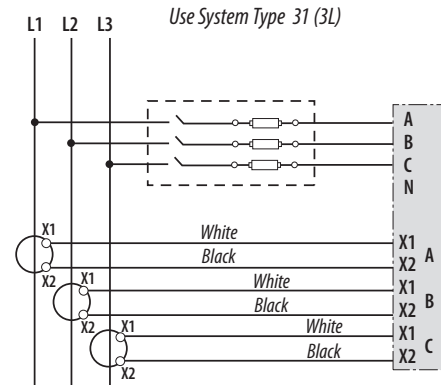 Use System Type 31 (3L)
L1 L2 L3
A
B
C
N
X1 White X1
Black X2 A
X2 X1 White X1
Black X2 B
X2 X1 White X1
Black X2 C
X2